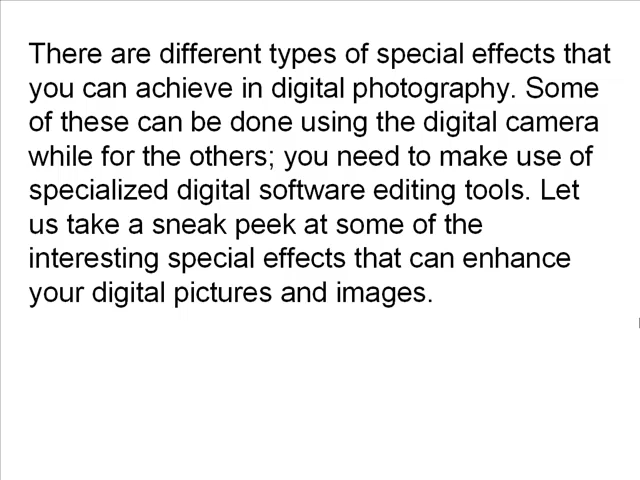 There are different types of special effects that
you can achieve in digital photography. Some
of these can be done using the digital camera
while for the others; you need to make use of
specialized digital software editing tools. Let
us take a sneak peek at some of the
interesting special effects that can enhance
your digital pictures and images.